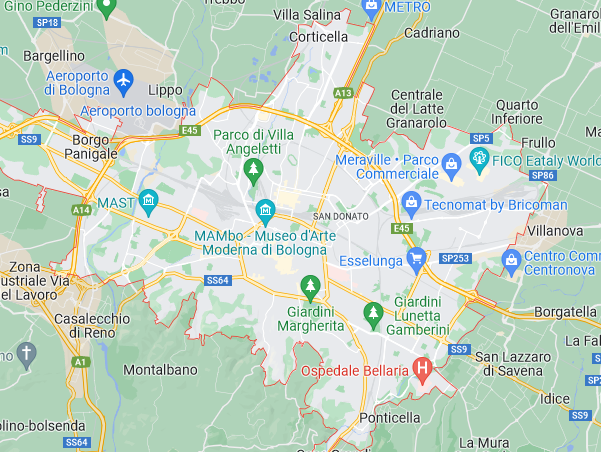 Gino Pederzini
Trebbo
Villa Salina
METRO
SP18
Corticella
Cadriano
Granarolo
dell'Emil
Bargellino
Aeroporto
di Bologna
Lippo
A13
Centrale
del Latte
Granarolo
Quarto
Inferiore
Aeroporto bologna
SS9
E45
Borgo
Panigale
Parco di Villa
Angeletti
SP5
Frullo
Meraville • Parco
Commerciale
FICO Eataly World
SP86
MAST
A14
SAN DONATO
Tecnomat by Bricoman
MAMbo - Museo d'Arte
Moderna di Bologna
E45
Villanova
Esselunga
SP253
Centro Comm
Centronova
Zona
ustriale Via
el Lavoro
SS64
Giardini
Margherita
Giardini
Lunetta
Gamberini
Borgatella
Casalecchio
di Reno
SS9
La Fal
A1
San Lazzaro
di Savena
Montalbano
Ospedale Bellaria
SP2
Idice
SS9
olino-bolsenda
Ponticella
SS64
La Mura